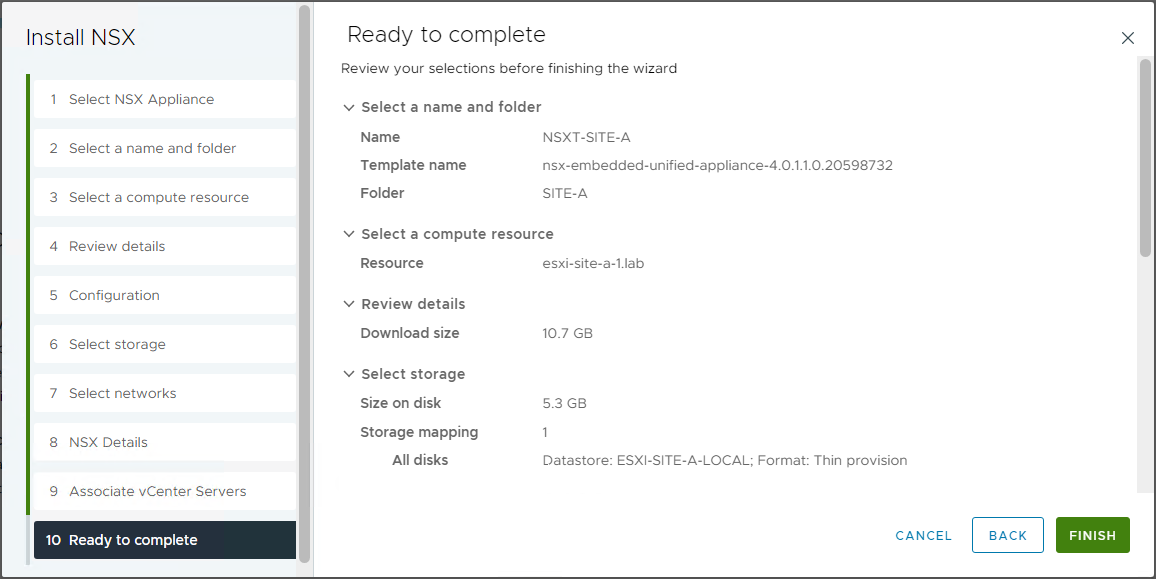 Install NSX
1 Select NSX Appliance
2 Select a name and folder
3 Select a compute resource
4 Review details
5 Configuration
6 Select storage
7 Select networks
8 NSX Details
9 Associate vCenter Servers
10 Ready to complete
Ready to complete
Review your selections before finishing the wizard
Select a name and folder
Name NSXT-SITE-A
Template name nsx-embedded-unified-appliance-4.0.1.1.0.20598732
Folder SITE-A
Select a compute resource
Resource esxi-site-a-1.lab
Review details
Download size 10.7 GB
Select storage
Size on disk 5.3 GB
Storage mapping 1
All disks Datastore: ESXI-SITE-A-LOCAL; Format: Thin provision
CANCEL BACK FINISH